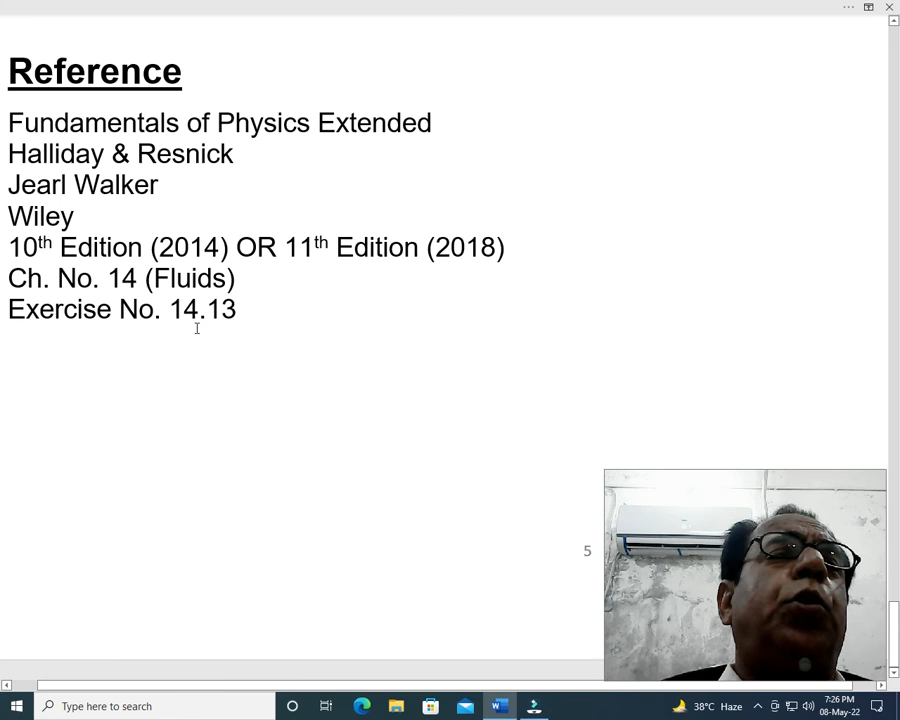 Reference
Fundamentals of Physics Extended
Halliday & Resnick
Jearl Walker
Wiley
10th Edition (2014) OR 11th Edition (2018)
Ch. No. 14 (Fluids)
Exercise No. 14.13
5
Type here to search
38°C Haze
7:26 PM
08-May-22